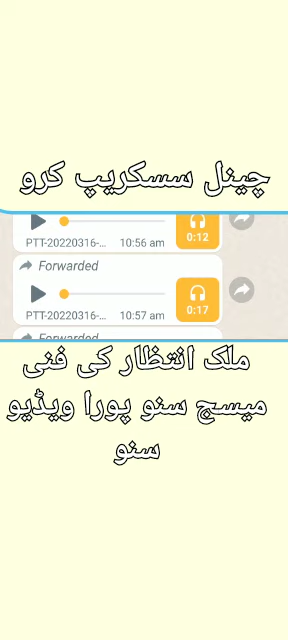 چینل سسکریپ کرو
0:12
PTT-20220316-... 10:56 am
Forwarded
0:17
PTT-20220316-... 10:57 am
Forwarded
ملک انتظار کی فنی
میسج سنو پورا ویڈیو
سنو